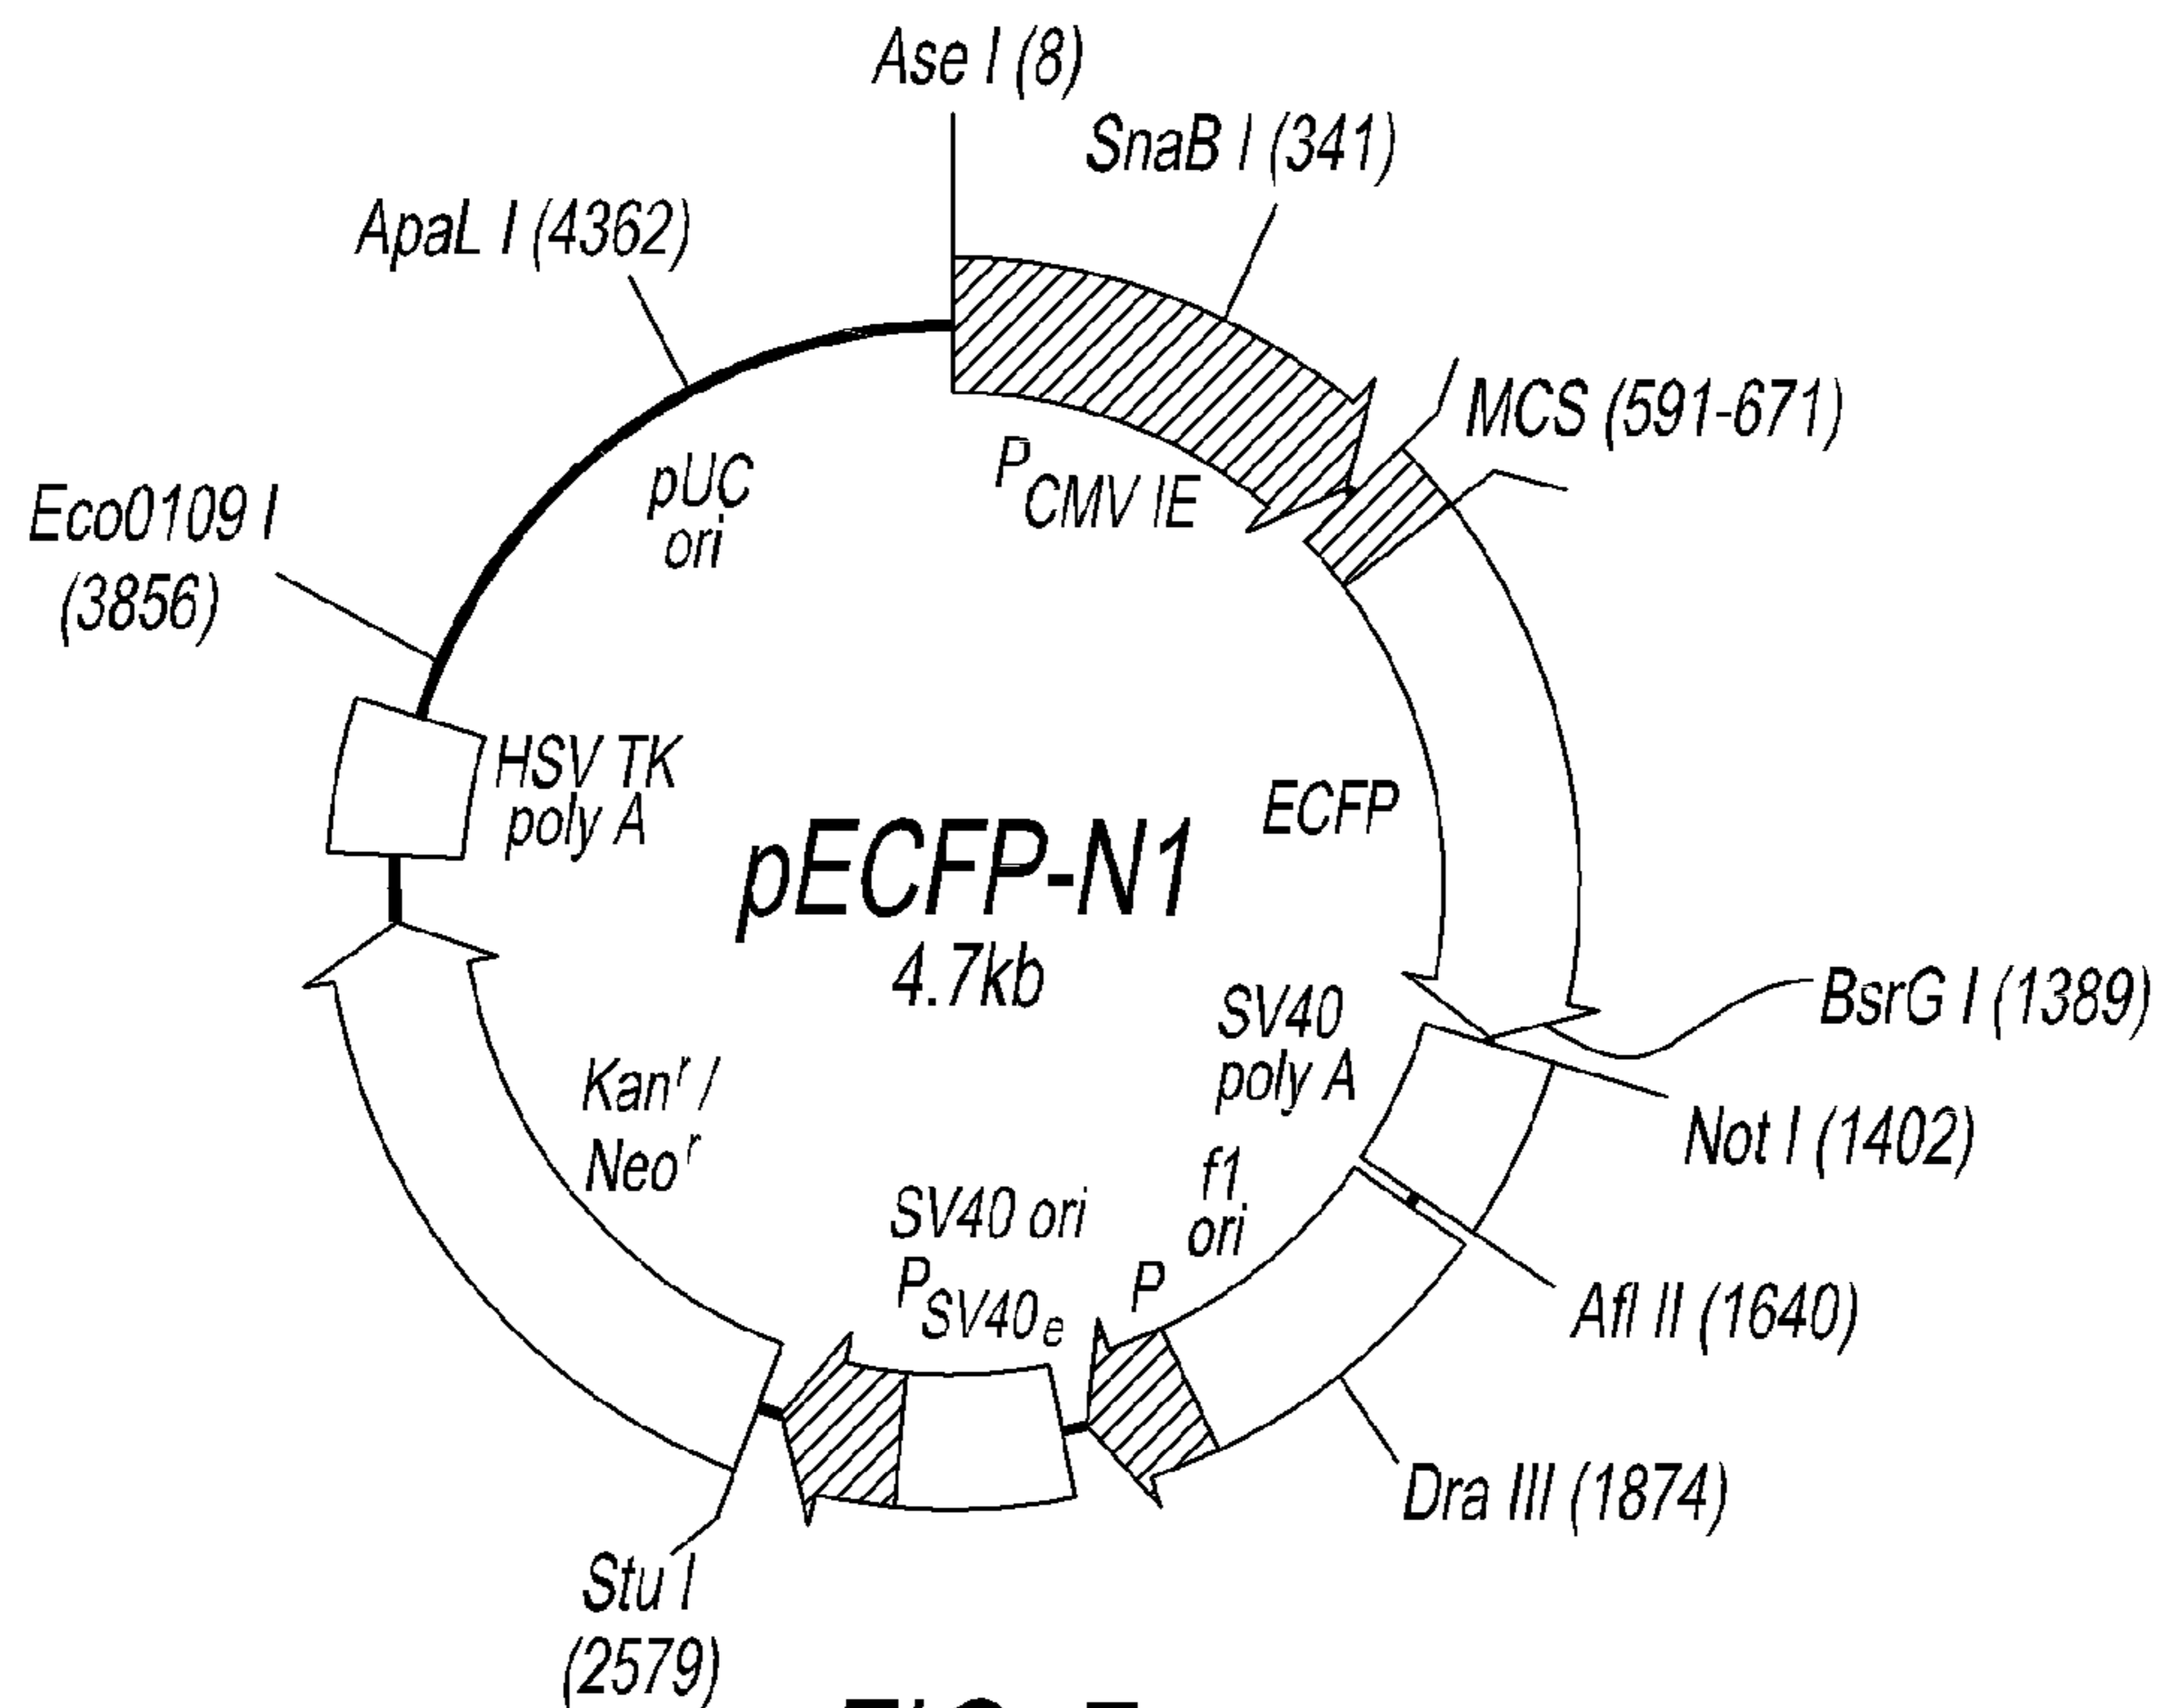 Ase I (8)
SnaB I (341)
ApaL I (4362)
MCS (591-671)
pUC
ori
P CMV IE
Eco0109 I
(3856)
HSV TK
poly A
ECFP
pECFP-N1
4.7kb
BsrG I (1389)
SV40
poly A
Kanʳ /
Neoʳ
Not I (1402)
f1
ori
SV40 ori
P SV40e
P
Afl II (1640)
Dra III (1874)
Stu I
(2579)